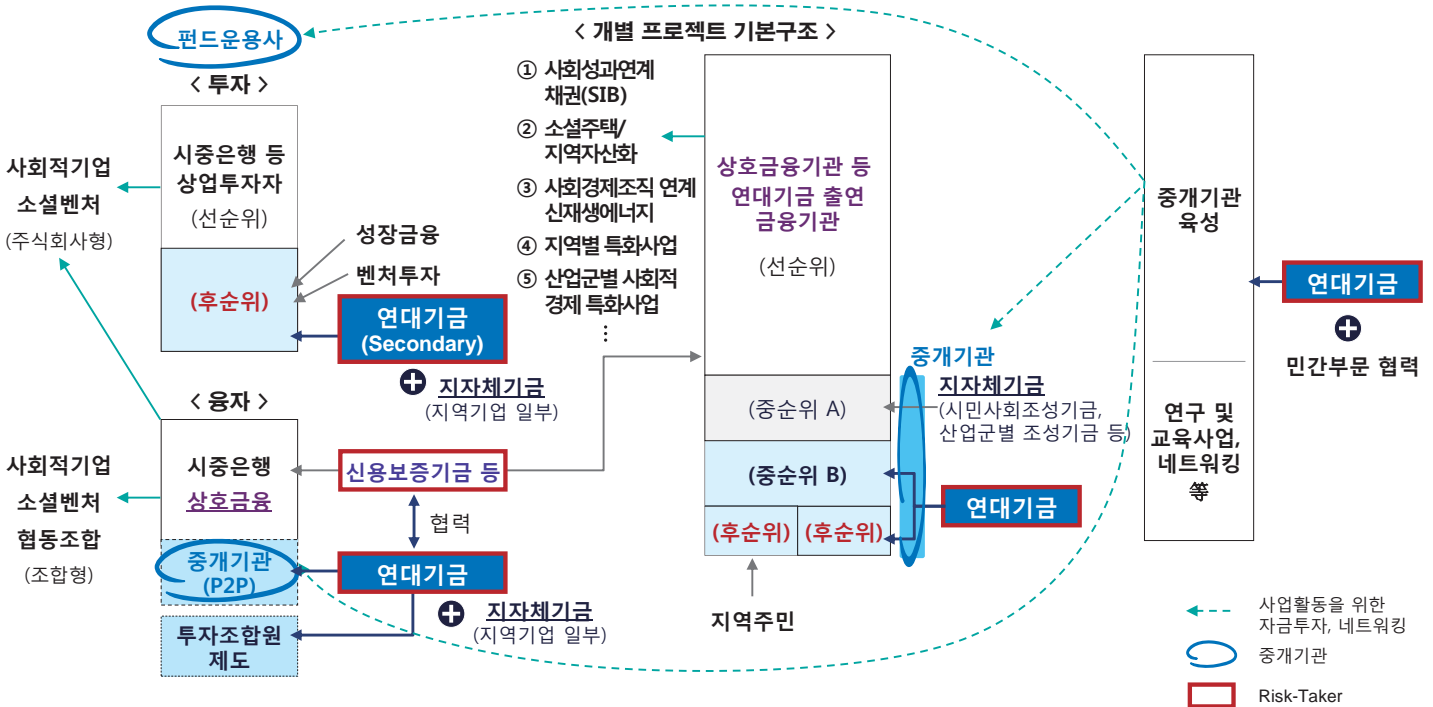 펀드운용사
< 투자 >
시중은행 등
상업투자자
(선순위)
(후순위)
사회적기업
소셜벤처
(주식회사형)
성장금융
벤처투자
연대기금
(Secondary)
지자체기금
(지역기업 일부)
< 융자 >
시중은행
상호금융
중개기관
(P2P)
투자조합원
제도
사회적기업
소셜벤처
협동조합
(조합형)
신용보증기금 등
협력
연대기금
지자체기금
(지역기업 일부)
< 개별 프로젝트 기본구조 >
① 사회성과연계
채권(SIB)
② 소셜주택/
지역자산화
③ 사회경제조직 연계
신재생에너지
④ 지역별 특화사업
⑤ 산업군별 사회적
경제 특화사업
⋮
상호금융기관 등
연대기금 출연
금융기관
(선순위)
(중순위 A)
(중순위 B)
(후순위)
(후순위)
지역주민
중개기관
지자체기금
(시민사회조성기금,
산업군별 조성기금 등)
연대기금
중개기관
육성
연구 및
교육사업,
네트워킹
等
연대기금
민간부문 협력
사업활동을 위한
자금투자, 네트워킹
중개기관
Risk-Taker